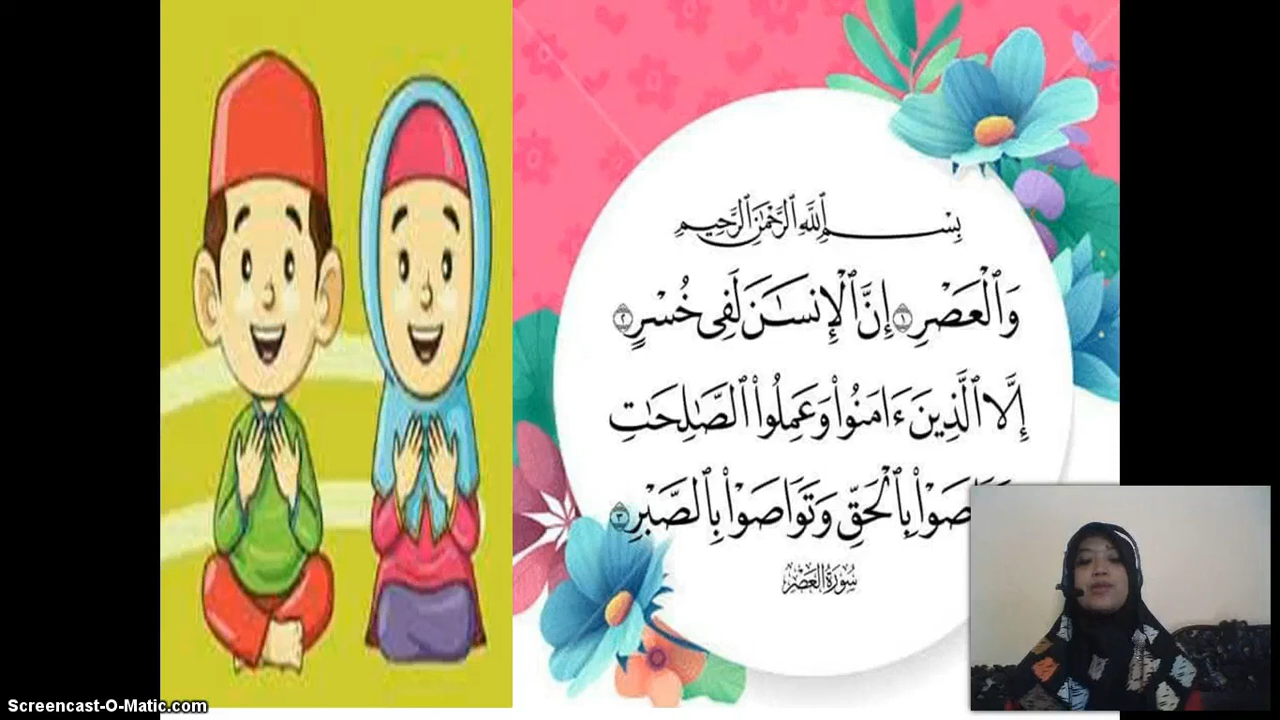 بِسْمِ ٱللَّهِ ٱلرَّحْمَٰنِ ٱلرَّحِيمِ
وَٱلْعَصْرِ ١ إِنَّ ٱلْإِنسَٰنَ لَفِى خُسْرٍ ٢
إِلَّا ٱلَّذِينَ ءَامَنُوا۟ وَعَمِلُوا۟ ٱلصَّٰلِحَٰتِ
بِٱلْحَقِّ وَتَوَاصَوْا۟ بِٱلصَّبْرِ ٣
سُورَةُ العَصْرِ
Screencast-O-Matic.com